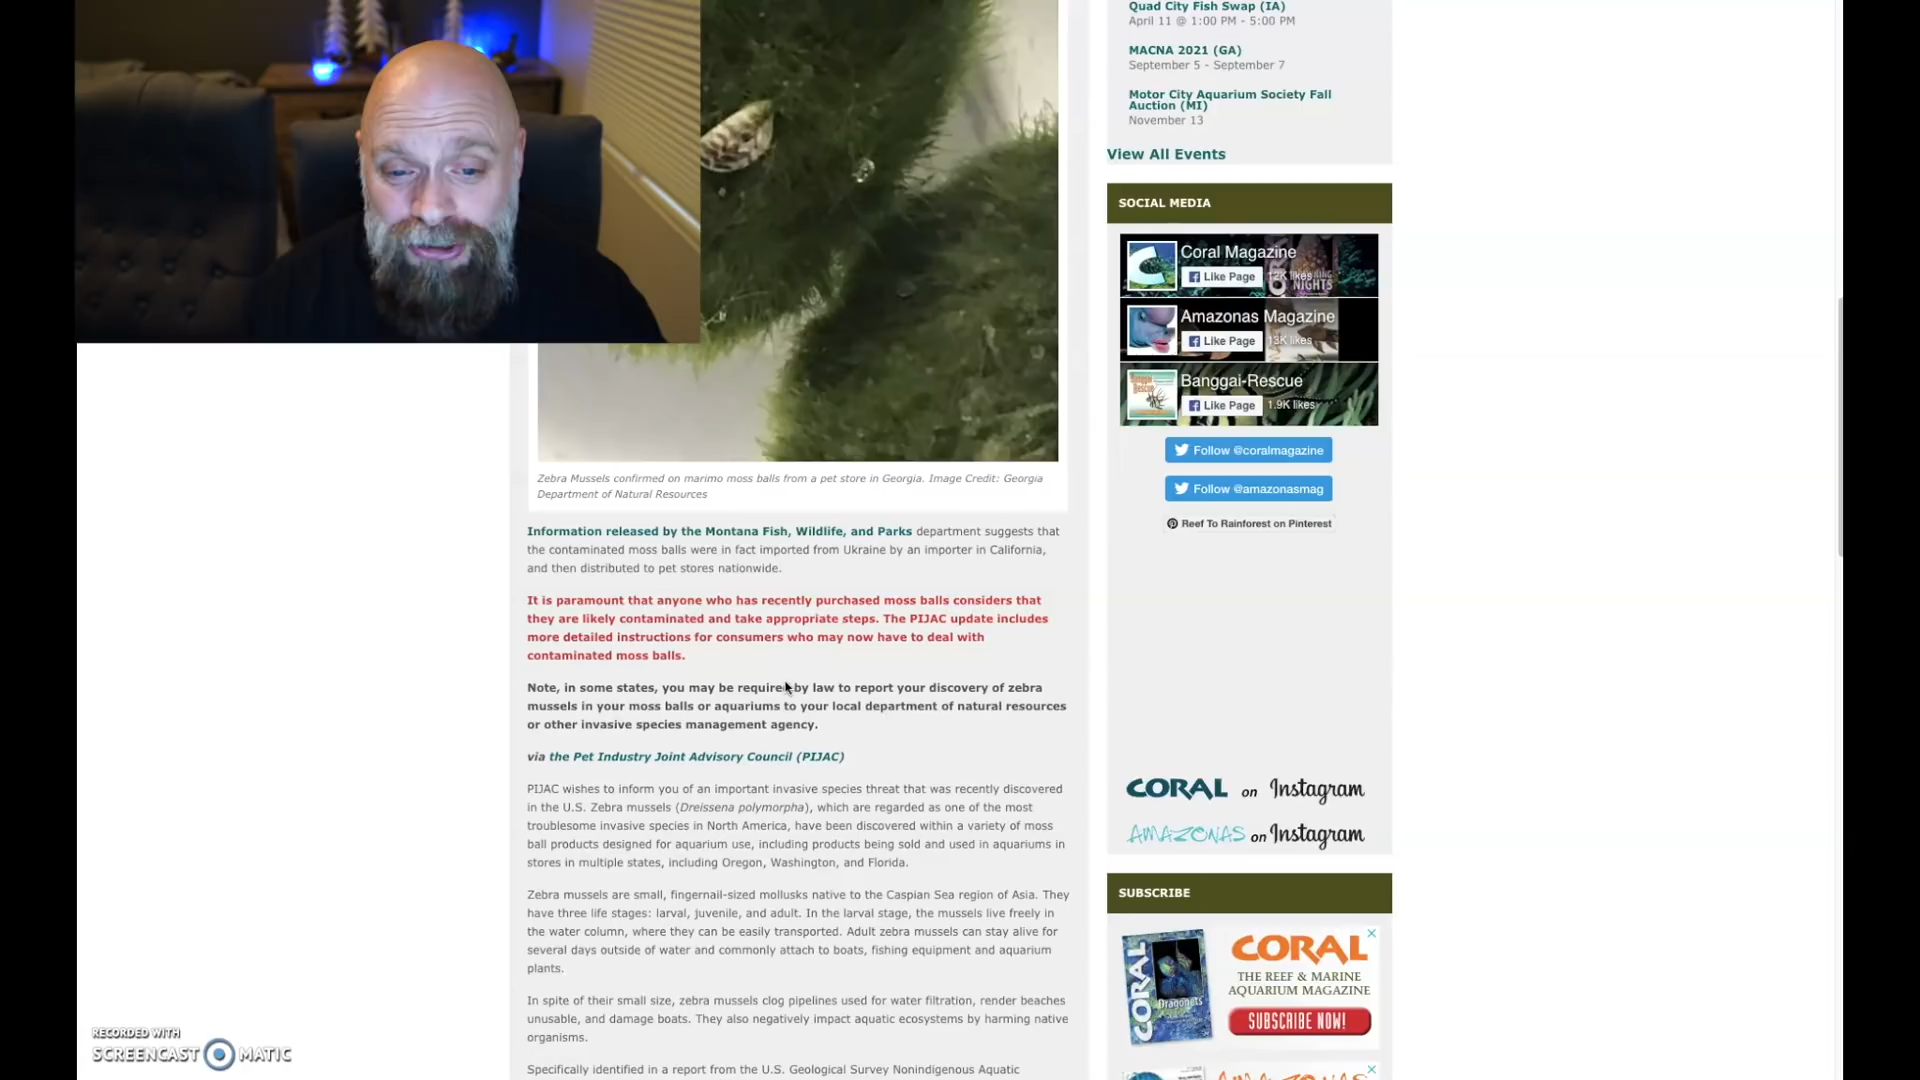 Quad City Fish Swap (IA)
April 11 @ 1:00 PM - 5:00 PM
MACNA 2021 (GA)
September 5 - September 7
Motor City Aquarium Society Fall
Auction (MI)
November 13
View All Events
SOCIAL MEDIA
Coral Magazine
Like Page 12K likes
Amazonas Magazine
Like Page 13K likes
Banggai-Rescue
Like Page 1.9K likes
Follow @coralmagazine
Follow @amazonasmag
Reef To Rainforest on Pinterest
Zebra Mussels confirmed on marimo moss balls from a pet store in Georgia. Image Credit: Georgia
Department of Natural Resources
Information released by the Montana Fish, Wildlife, and Parks department suggests that
the contaminated moss balls were in fact imported from Ukraine by an importer in California,
and then distributed to pet stores nationwide.
It is paramount that anyone who has recently purchased moss balls considers that
they are likely contaminated and take appropriate steps. The PIJAC update includes
more detailed instructions for consumers who may now have to deal with
contaminated moss balls.
Note, in some states, you may be required by law to report your discovery of zebra
mussels in your moss balls or aquariums to your local department of natural resources
or other invasive species management agency.
via the Pet Industry Joint Advisory Council (PIJAC)
PIJAC wishes to inform you of an important invasive species threat that was recently discovered
in the U.S. Zebra mussels (Dreissena polymorpha), which are regarded as one of the most
troublesome invasive species in North America, have been discovered within a variety of moss
ball products designed for aquarium use, including products being sold and used in aquariums in
stores in multiple states, including Oregon, Washington, and Florida.
Zebra mussels are small, fingernail-sized mollusks native to the Caspian Sea region of Asia. They
have three life stages: larval, juvenile, and adult. In the larval stage, the mussels live freely in
the water column, where they can be easily transported. Adult zebra mussels can stay alive for
several days outside of water and commonly attach to boats, fishing equipment and aquarium
plants.
In spite of their small size, zebra mussels clog pipelines used for water filtration, render beaches
unusable, and damage boats. They also negatively impact aquatic ecosystems by harming native
organisms.
Specifically identified in a report from the U.S. Geological Survey Nonindigenous Aquatic
CORAL on Instagram
AMAZONAS on Instagram
SUBSCRIBE
CORAL
Dragonets
CORAL
THE REEF & MARINE
AQUARIUM MAGAZINE
SUBSCRIBE NOW!
RECORDED WITH
SCREENCAST MATIC